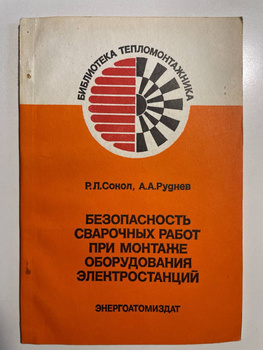 БИБЛИОТЕКА ТЕПЛОМОНТАЖНИКА
Р.Л.Сокол, А.А.Руднев
БЕЗОПАСНОСТЬ
СВАРОЧНЫХ РАБОТ
ПРИ МОНТАЖЕ
ОБОРУДОВАНИЯ
ЭЛЕКТРОСТАНЦИЙ
ЭНЕРГОАТОМИЗДАТ